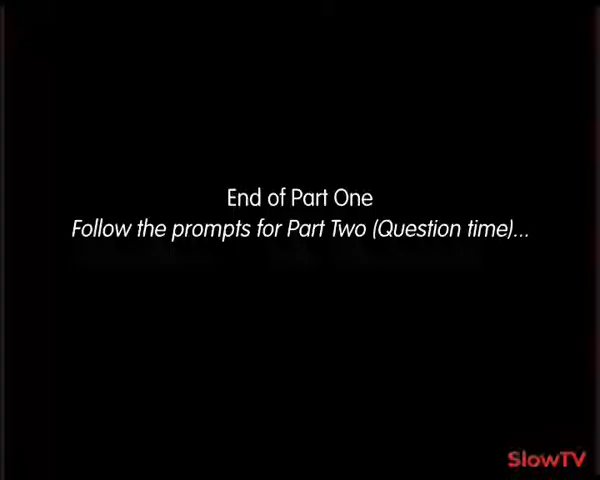 End of Part One
Follow the prompts for Part Two (Question time)...
SlowTV